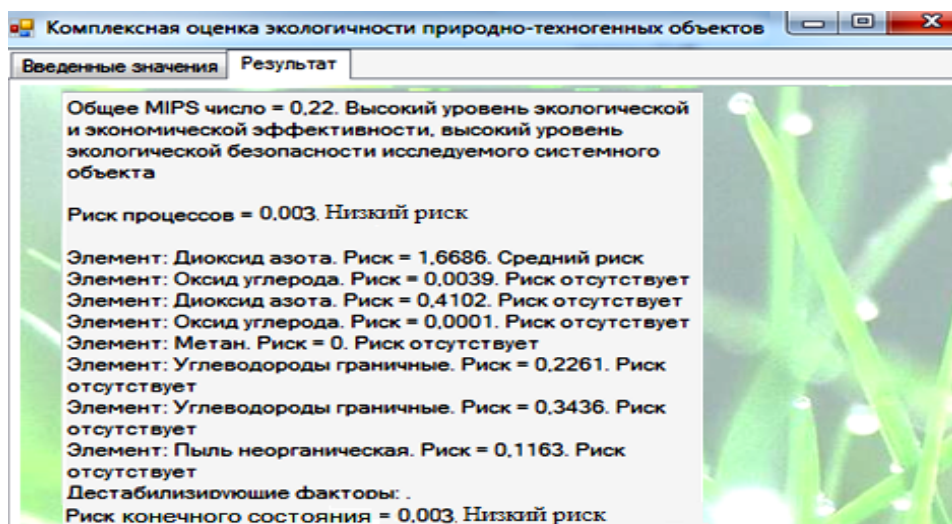 Комплексная оценка экологичности природно-техногенных объектов
Введенные значения Результат
Общее MIPS число = 0,22. Высокий уровень экологической
и экономической эффективности, высокий уровень
экологической безопасности исследуемого системного
объекта
Риск процессов = 0,003. Низкий риск
Элемент: Диоксид азота. Риск = 1,6686. Средний риск
Элемент: Оксид углерода. Риск = 0,0039. Риск отсутствует
Элемент: Диоксид азота. Риск = 0,4102. Риск отсутствует
Элемент: Оксид углерода. Риск = 0,0001. Риск отсутствует
Элемент: Метан. Риск = 0. Риск отсутствует
Элемент: Углеводороды граничные. Риск = 0,2261. Риск
отсутствует
Элемент: Углеводороды граничные. Риск = 0,3436. Риск
отсутствует
Элемент: Пыль неорганическая. Риск = 0,1163. Риск
отсутствует
Дестабилизирующие факторы: .
Риск конечного состояния = 0,003. Низкий риск